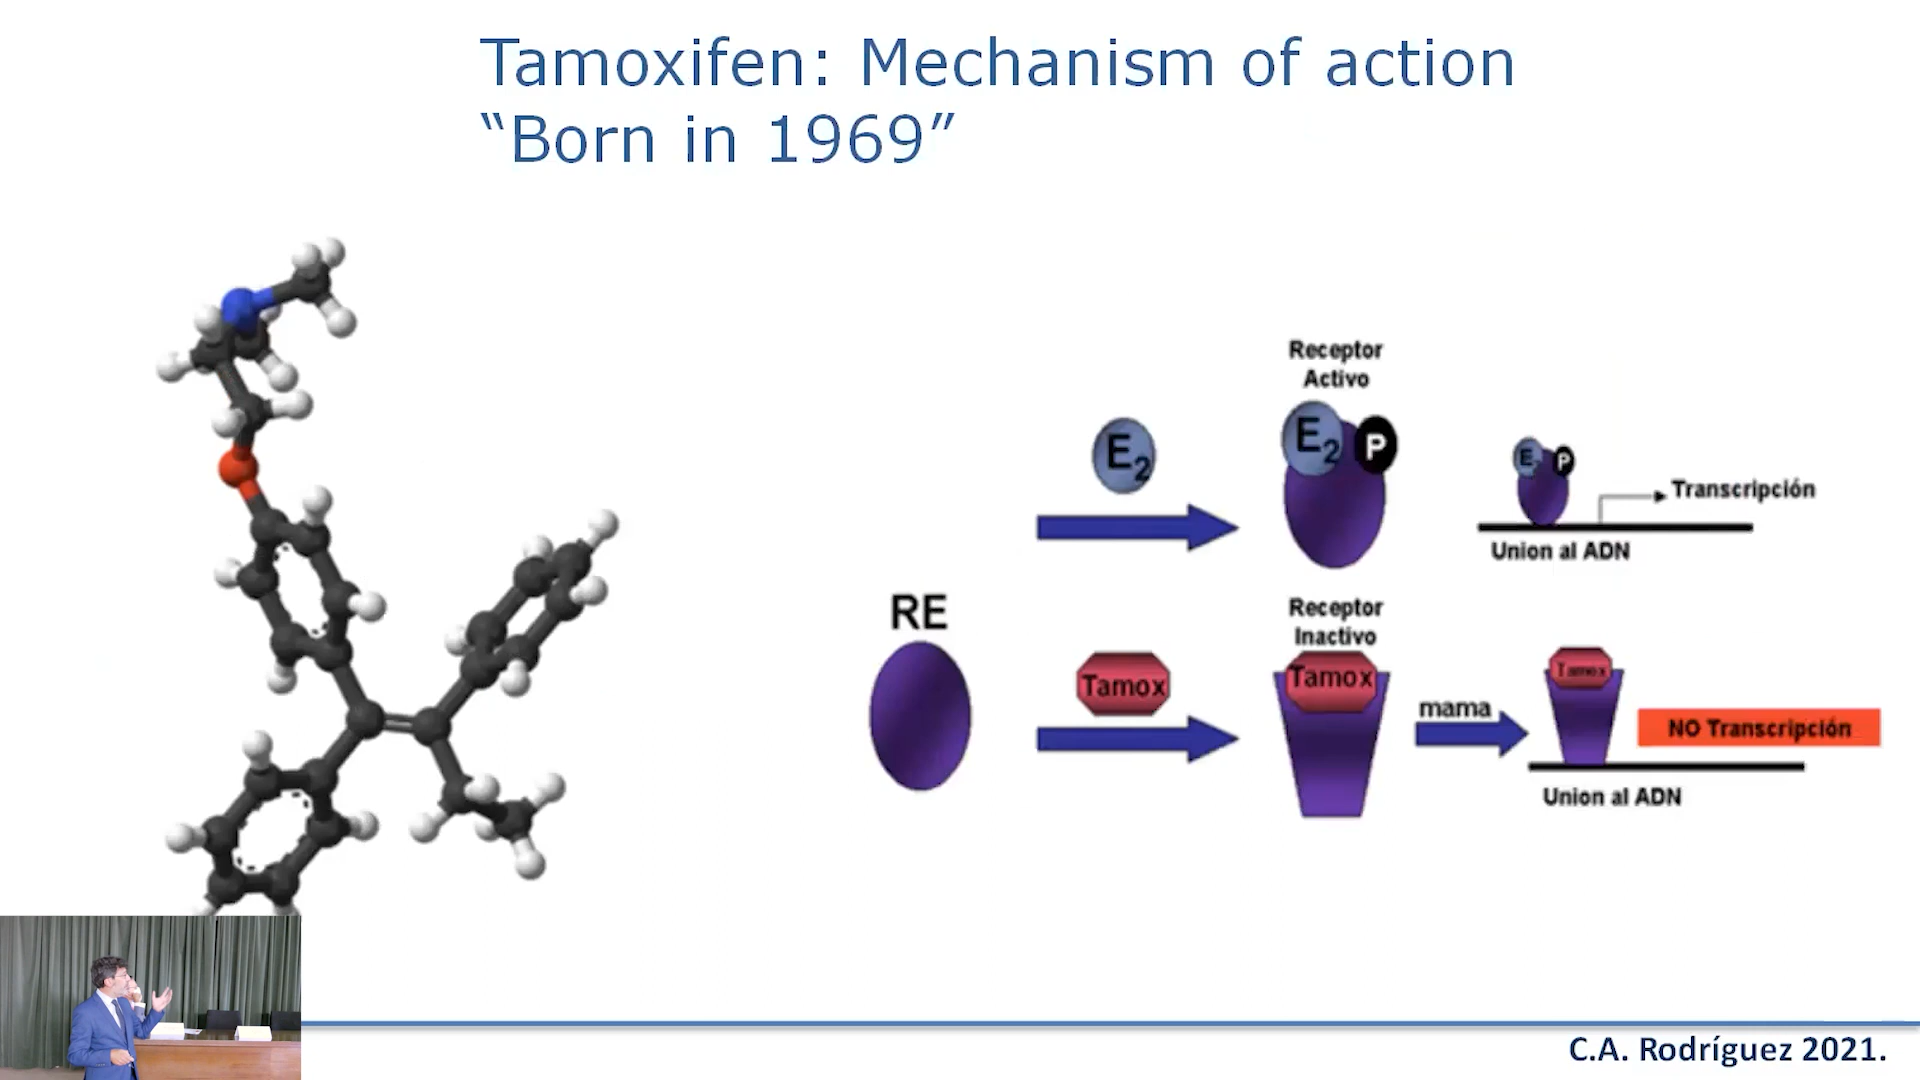 Tamoxifen: Mechanism of action
“Born in 1969”
Receptor
Activo
E2
E2
P
E
P
Transcripción
Union al ADN
RE
Receptor
Inactivo
Tamox
Tamox
mama
Tamox
NO Transcripción
Union al ADN
C.A. Rodríguez 2021.